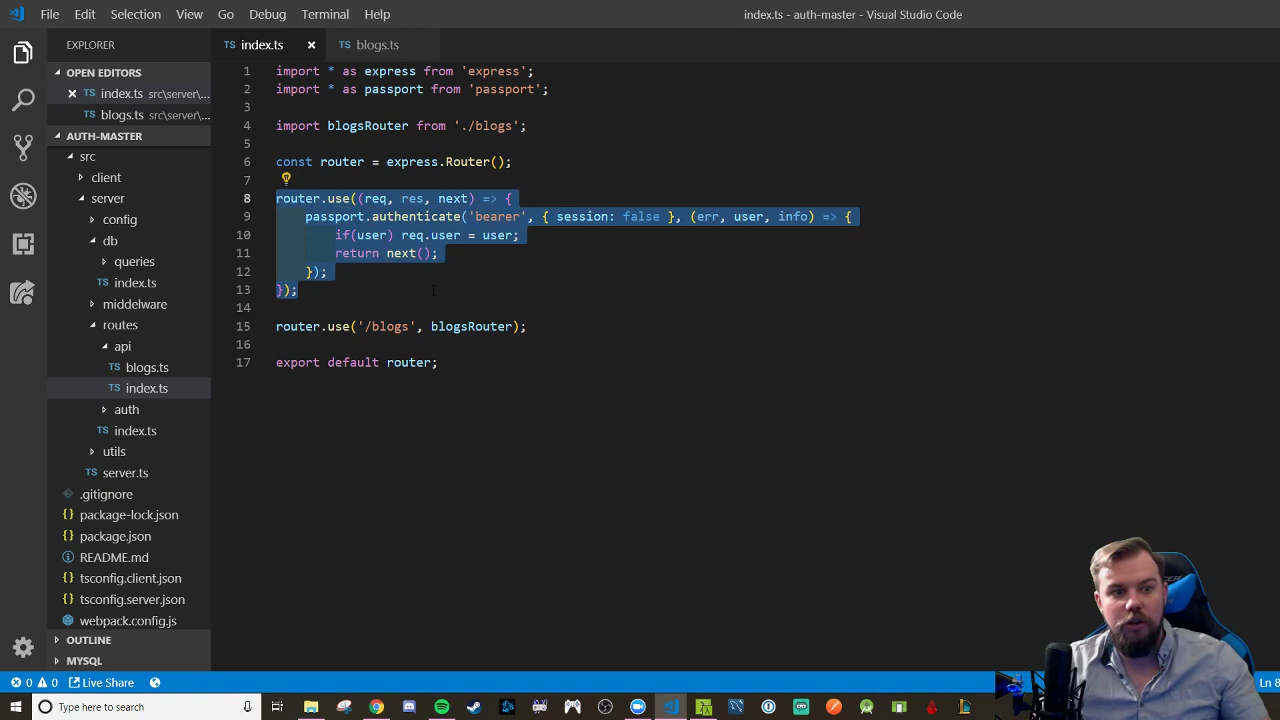 File Edit Selection View Go Debug Terminal Help
index.ts - auth-master - Visual Studio Code
EXPLORER
OPEN EDITORS
index.ts src\server\...
TS blogs.ts src\server\...
AUTH-MASTER
src
client
server
config
db
queries
TS index.ts
middelware
routes
api
TS blogs.ts
TS index.ts
auth
TS index.ts
utils
TS server.ts
.gitignore
{} package-lock.json
{} package.json
README.md
{} tsconfig.client.json
{} tsconfig.server.json
webpack.config.js
OUTLINE
MYSQL
TS index.ts
TS blogs.ts
1 import * as express from 'express';
2 import * as passport from 'passport';
3
4 import blogsRouter from './blogs';
5
6 const router = express.Router();
7
8 router.use((req, res, next) => {
9 passport.authenticate('bearer', { session: false }, (err, user, info) => {
10 if(user) req.user = user;
11 return next();
12 });
13 });
14
15 router.use('/blogs', blogsRouter);
16
17 export default router;
0 0 Live Share
Ln 8
Type here to search